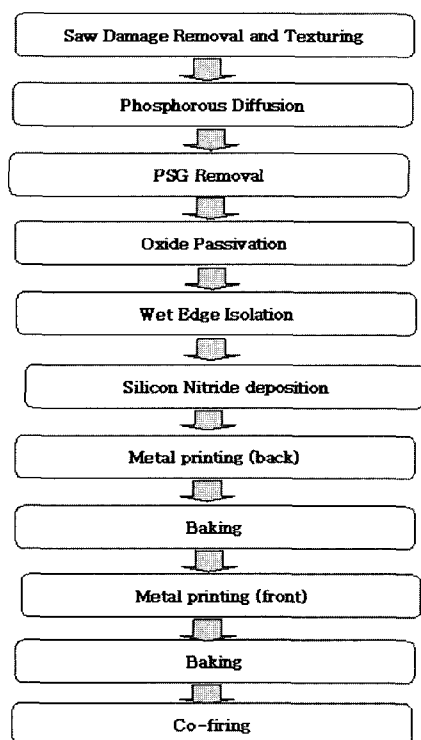 Saw Damage Removal and Texturing
Phosphorous Diffusion
PSG Removal
Oxide Passivation
Wet Edge Isolation
Silicon Nitride deposition
Metal printing (back)
Baking
Metal printing (front)
Baking
Co-firing